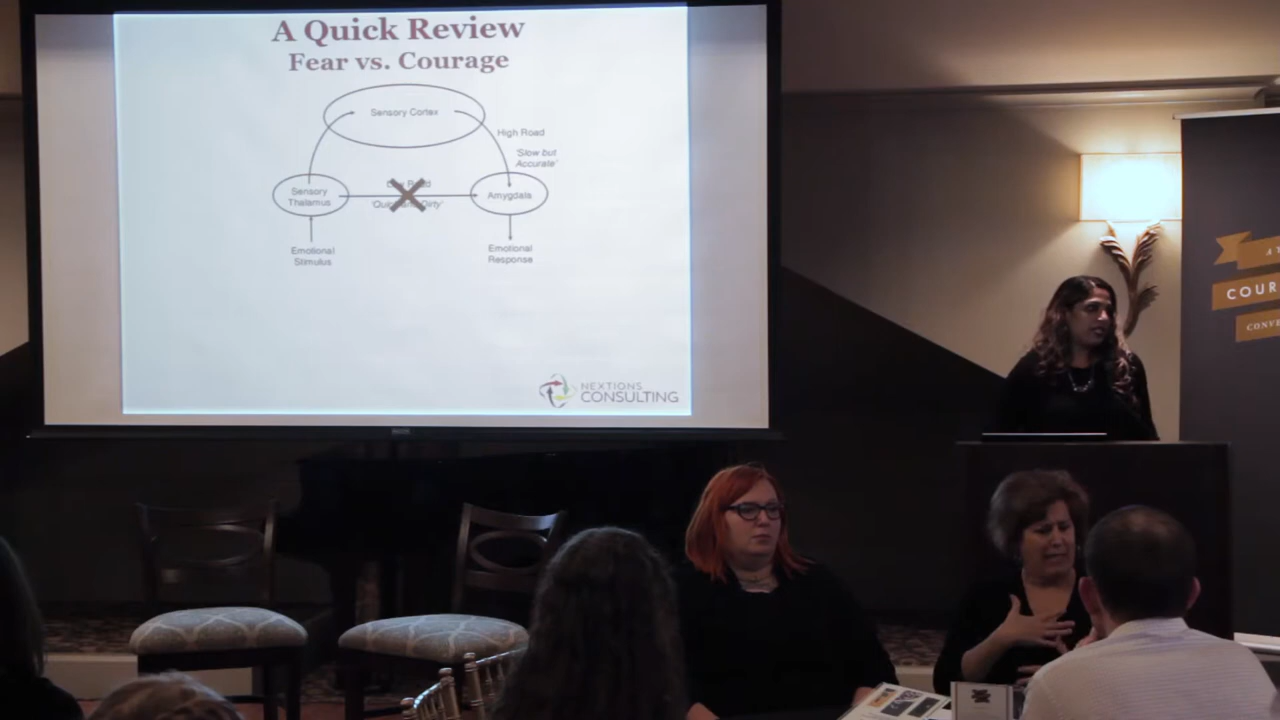 A Quick Review
Fear vs. Courage
Sensory Cortex
High Road
'Slow but
Accurate'
Sensory
Thalamus
Amygdala
Emotional
Stimulus
Emotional
Response
NEXTIONS
CONSULTING
A
COUR
CONVE